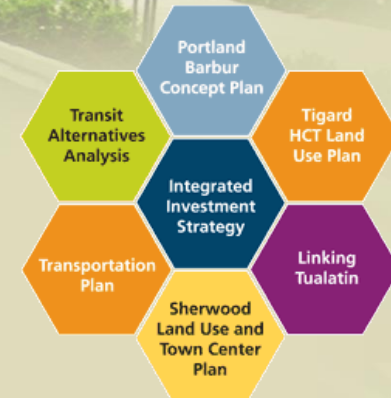 Portland
Barbur
Concept Plan
Transit
Alternatives
Analysis
Tigard
HCT Land
Use Plan
Integrated
Investment
Strategy
Transportation
Plan
Linking
Tualatin
Sherwood
Land Use and
Town Center
Plan